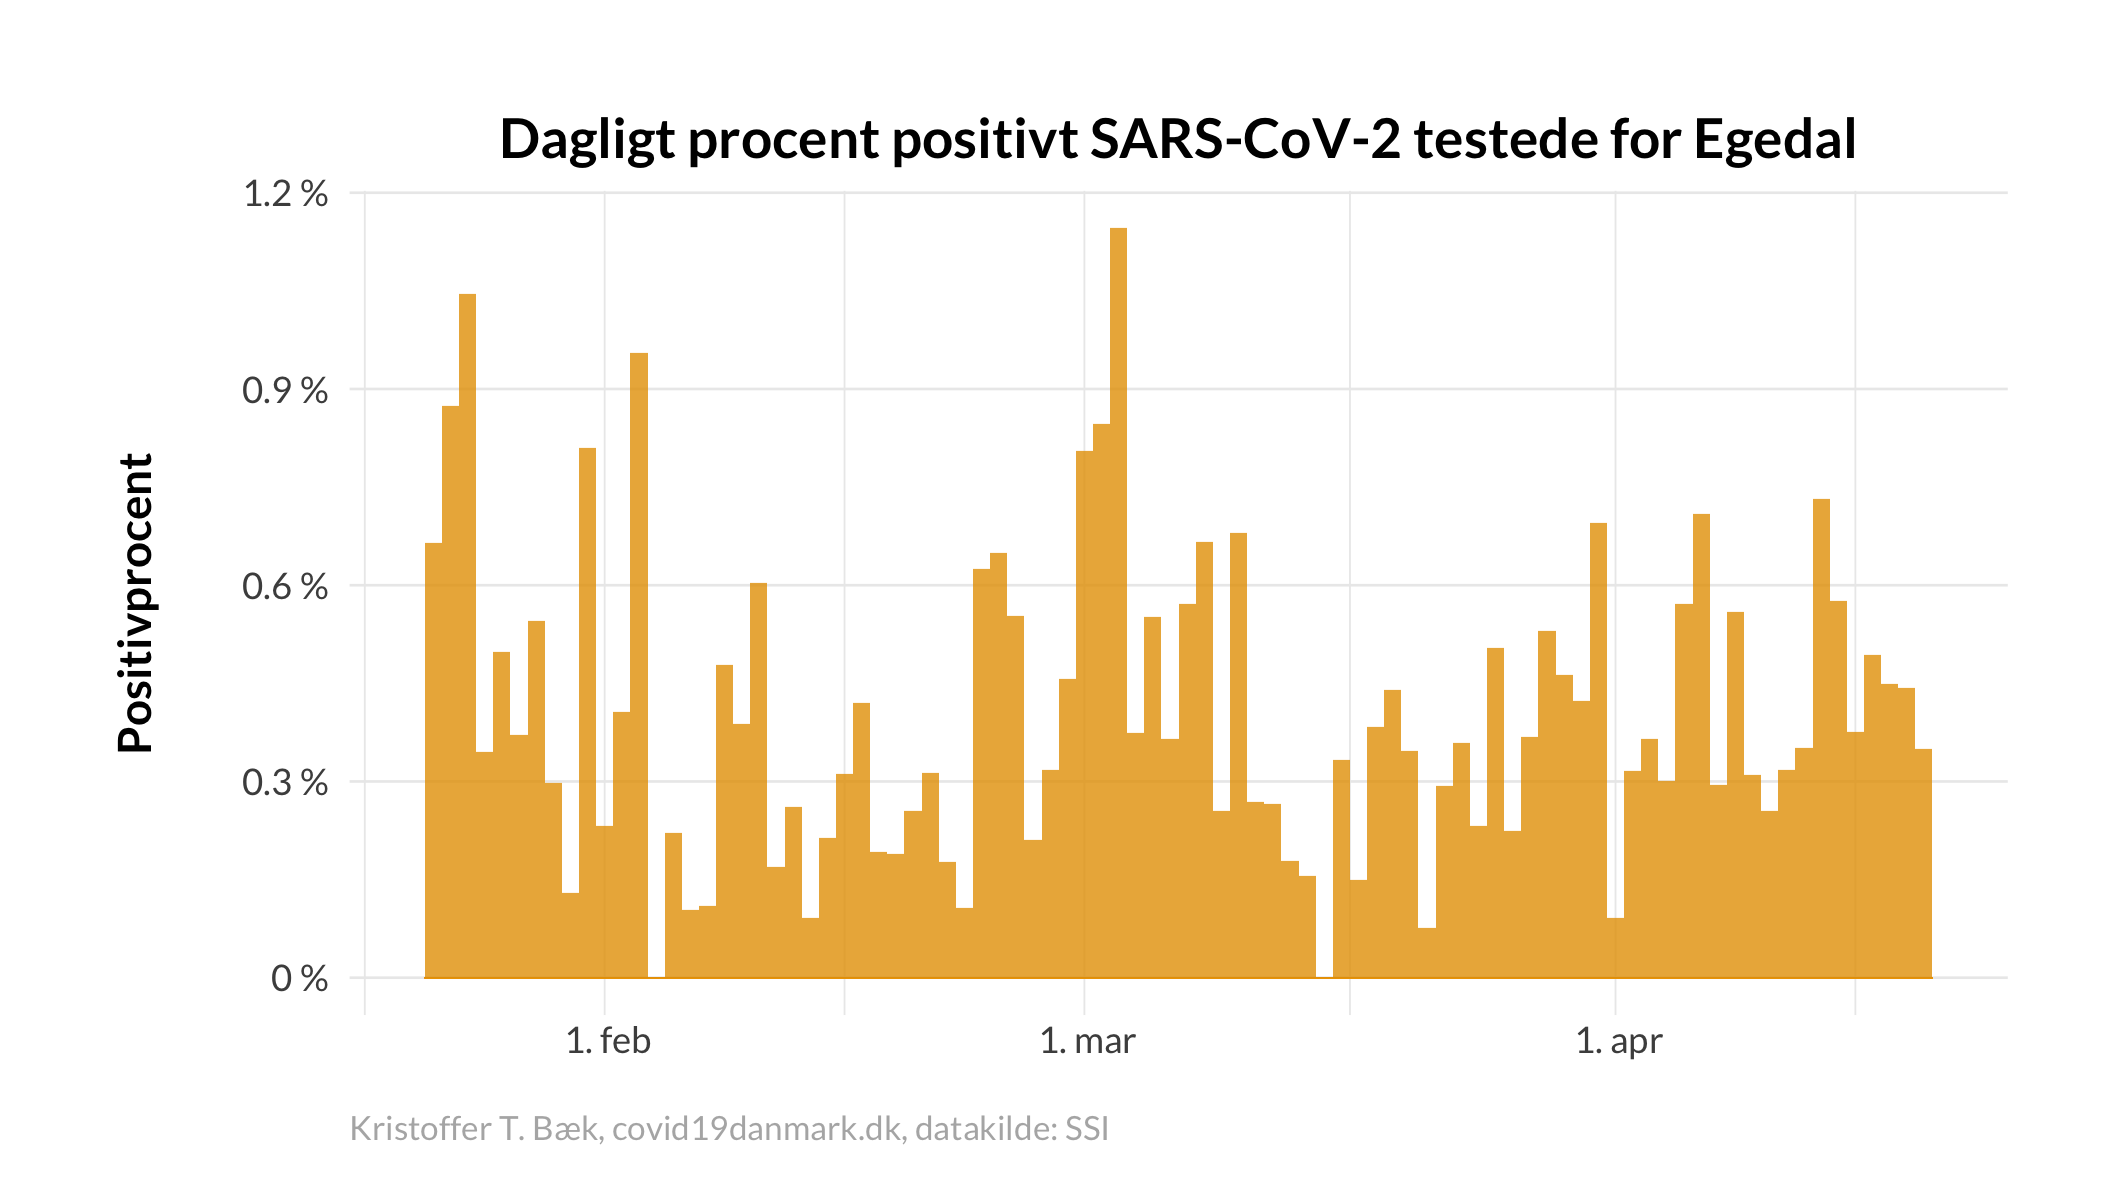 Dagligt procent positivt SARS-CoV-2 testede for Egedal
Positivprocent
1.2 %
0.9 %
0.6 %
0.3 %
0 %
1. feb
1. mar
1. apr
Kristoffer T. Bæk, covid19danmark.dk, datakilde: SSI